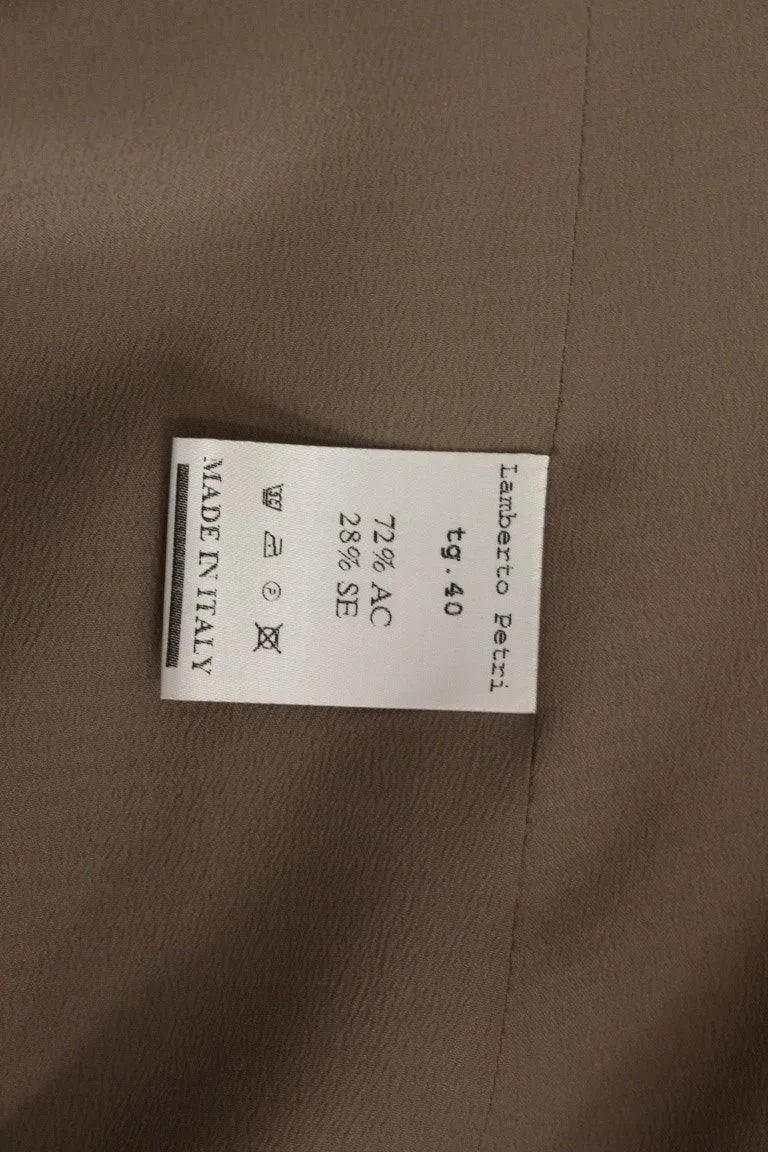 Lamberto Petri
tg.40
72% AC
28% SE
P
MADE IN ITALY